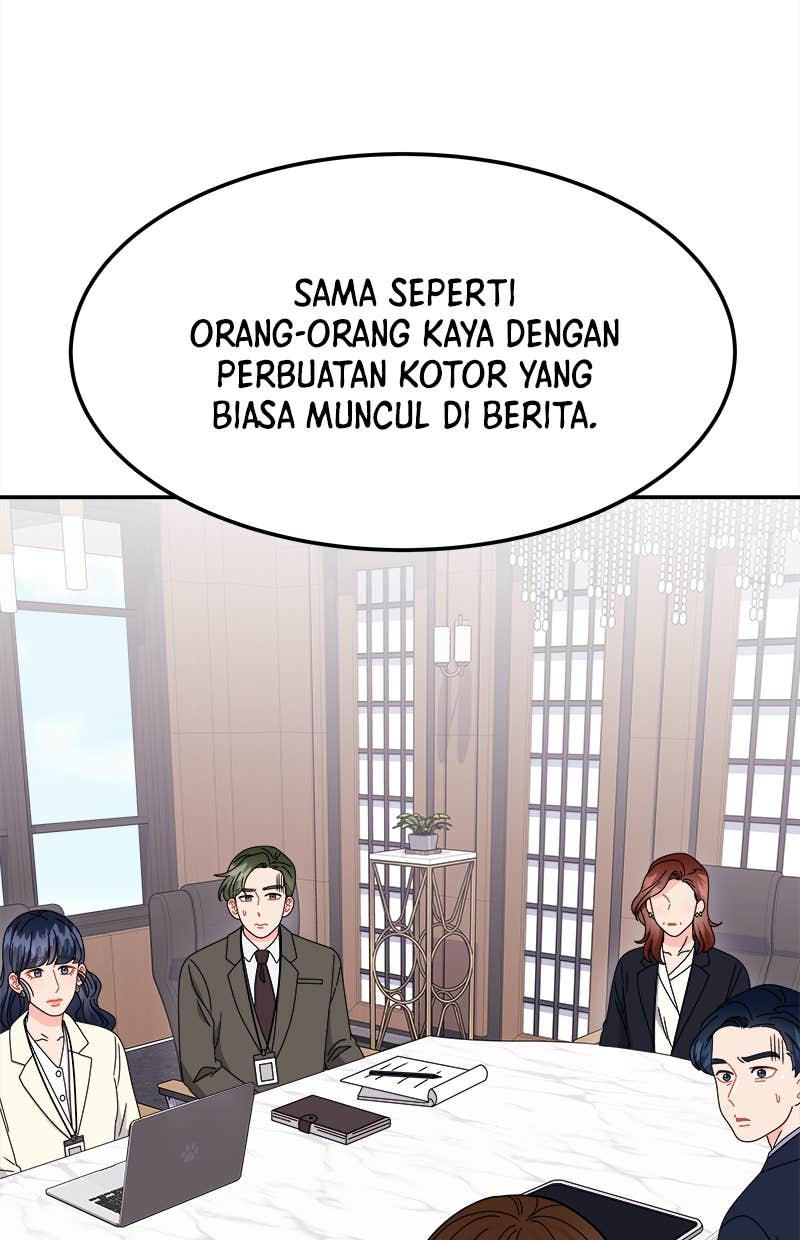 SAMA SEPERTI
ORANG-ORANG KAYA DENGAN
PERBUATAN KOTOR YANG
BIASA MUNCUL DI BERITA.